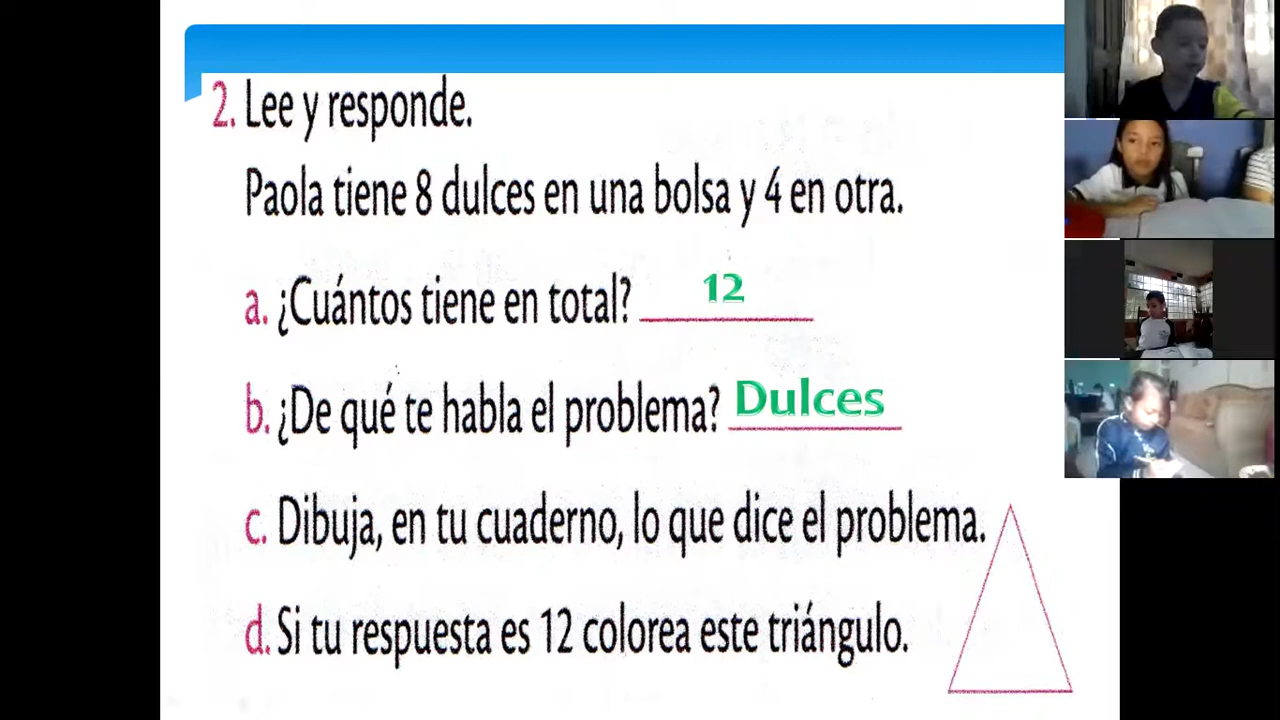 2. Lee y responde.
Paola tiene 8 dulces en una bolsa y 4 en otra.
a. ¿Cuántos tiene en total? 12
b. ¿De qué te habla el problema? Dulces
c. Dibuja, en tu cuaderno, lo que dice el problema.
d. Si tu respuesta es 12 colorea este triángulo.